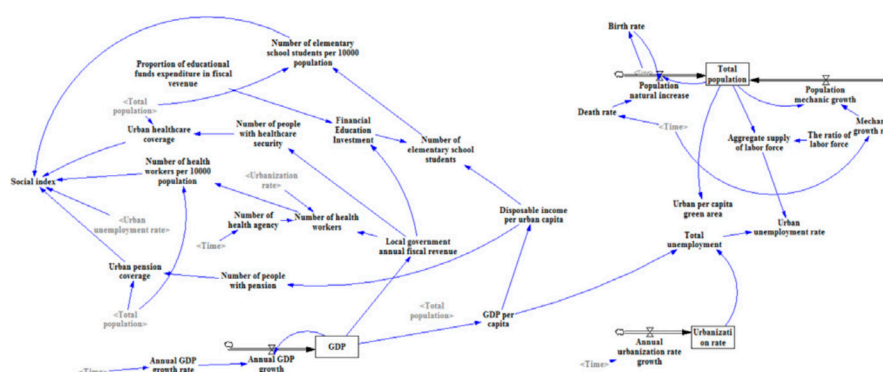 Birth rate
Number of elementary
school students per 10000
population
Proportion of educational
funds expenditure in fiscal
vevenue
Total
population
Population
natural increase
Population
mechanic growth
<Total
population>
Death rate
<Time>
Mechan
growth ra
Urban healthcare
coverage
Number of people
with healthcare
security
Financial
Education
Investment
Number of
elementary school
students
Aggregate supply
of labor force
The ratio of
labor force
Number of health
workers per 10000
population
Social index
<Urbanization
rate>
<Urban
unemployment rate>
Number of
health agency
Number of health
workers
Disposable income
per urban capita
Urban per capita
green area
Urban
unemployment rate
<Time>
Local government
annual fiscal revenue
Total
unemployment
Urban pension
coverage
Number of people
with pension
<Total
population>
<Total
population>
GDP per
capita
GDP
Urbanizati
on rate
Annual GDP
growth rate
Annual GDP
growth
Annual
urbanization rate
growth
<Time>
<Time>